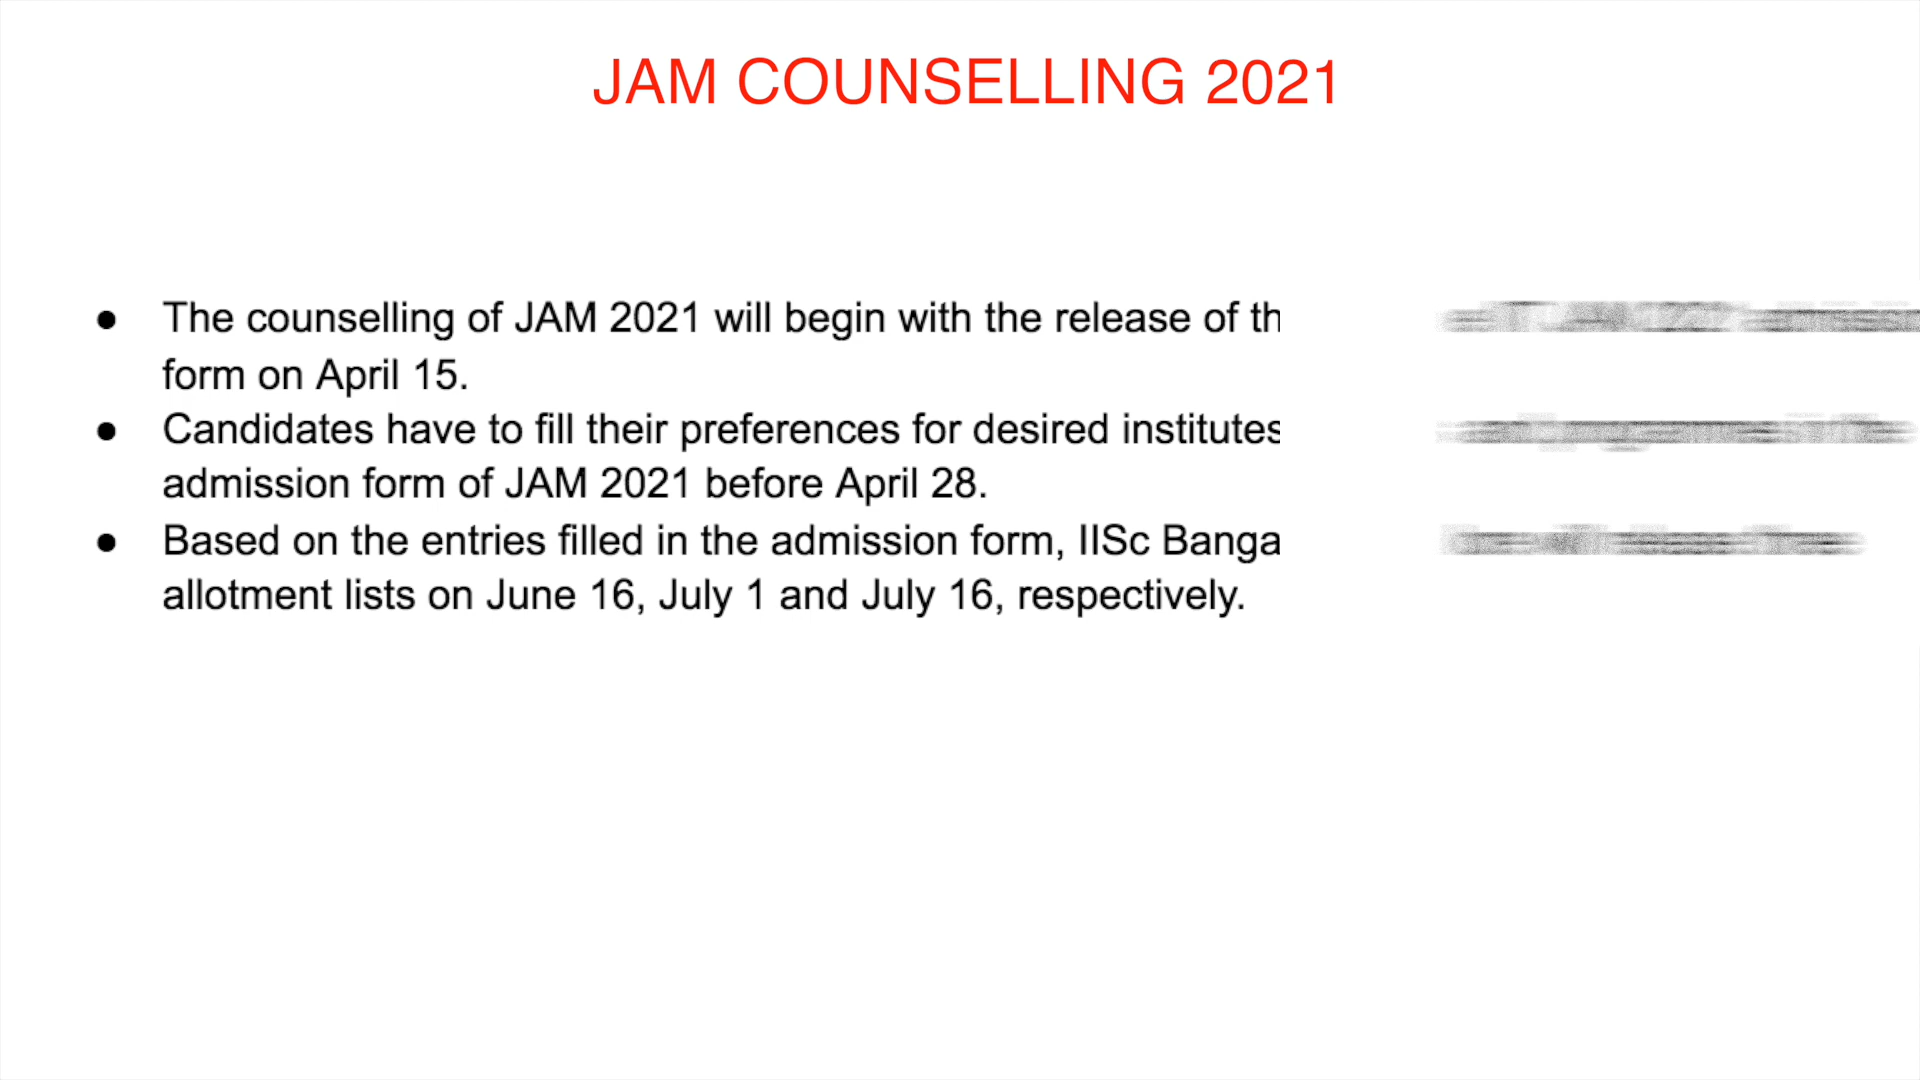 JAM COUNSELLING 2021
● The counselling of JAM 2021 will begin with the release of th
form on April 15.
● Candidates have to fill their preferences for desired institutes
admission form of JAM 2021 before April 28.
● Based on the entries filled in the admission form, IISc Banga
allotment lists on June 16, July 1 and July 16, respectively.